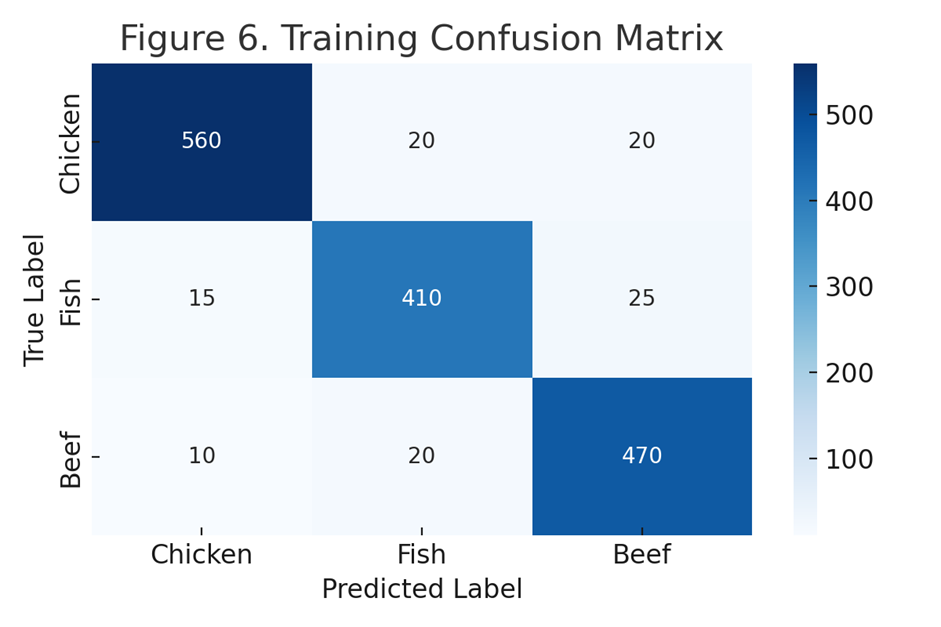 Figure 6. Training Confusion Matrix
True Label
Chicken
560 20 20
Fish
15 410 25
Beef
10 20 470
Chicken Fish Beef
Predicted Label
500
400
300
200
100